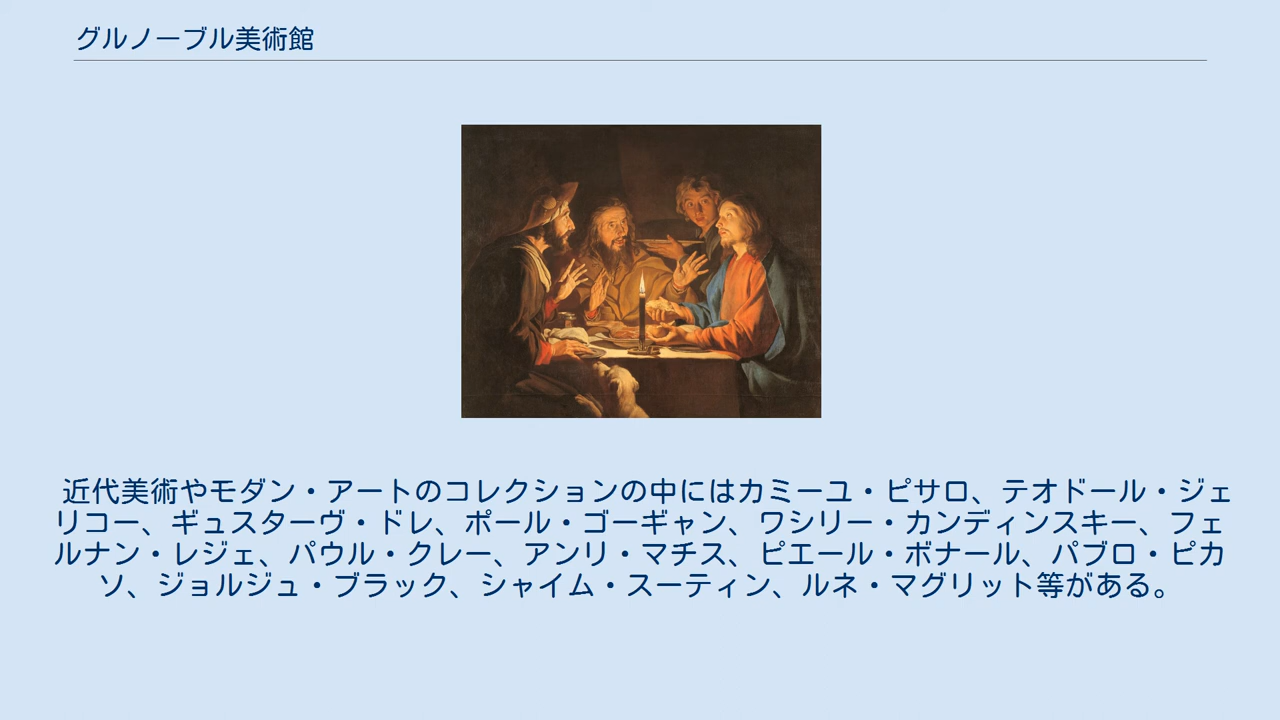 グルノーブル美術館
近代美術やモダン・アートのコレクションの中にはカミーユ・ピサロ、テオドール・ジェ
リコー、ギュスターヴ・ドレ、ポール・ゴーギャン、ワシリー・カンディンスキー、フェ
ルナン・レジェ、パウル・クレー、アンリ・マチス、ピエール・ボナール、パブロ・ピカ
ソ、ジョルジュ・ブラック、シャイム・スーティン、ルネ・マグリット等がある。